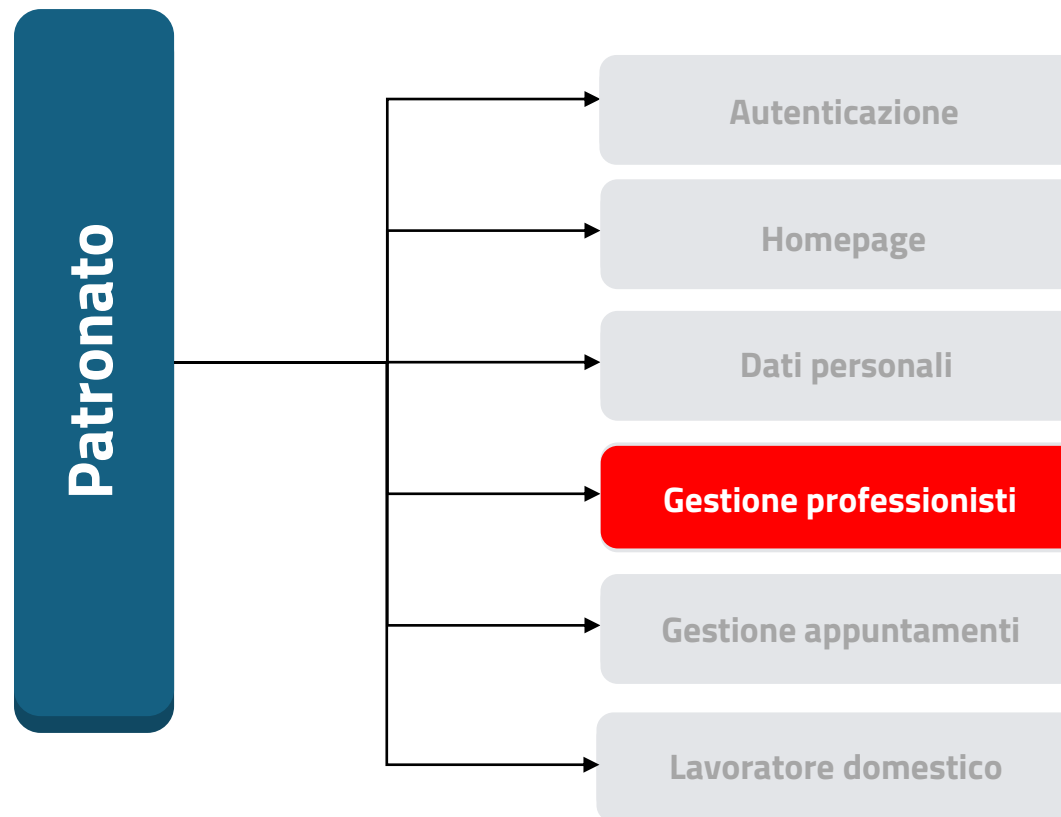 Patronato
Autenticazione
Homepage
Dati personali
Gestione professionisti
Gestione appuntamenti
Lavoratore domestico